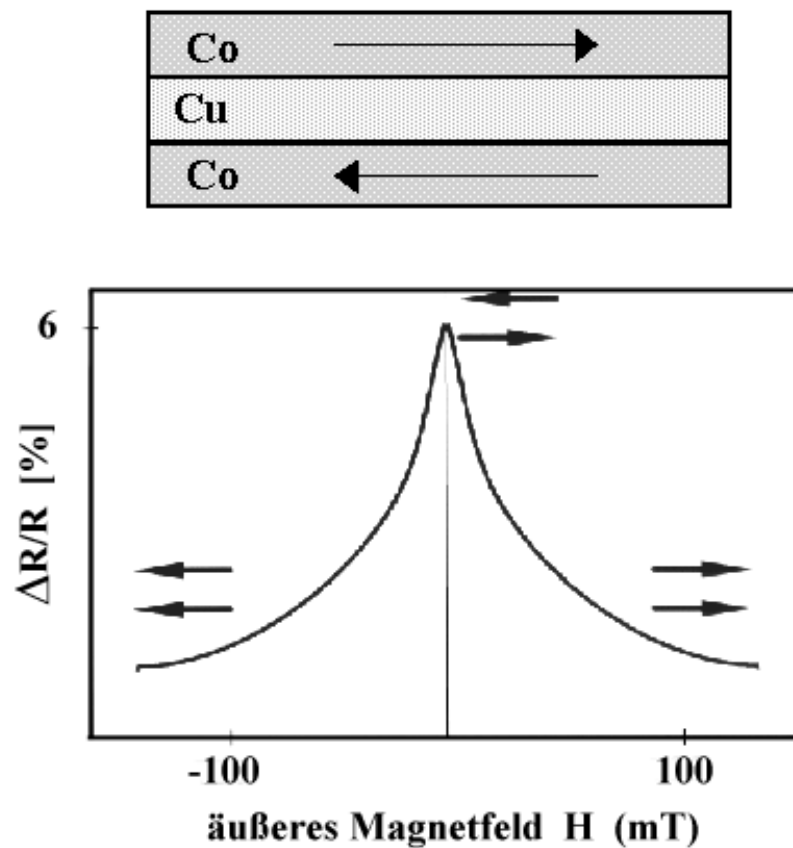 Co
Cu
Co
6
ΔR/R [%]
-100
100
äußeres Magnetfeld H (mT)